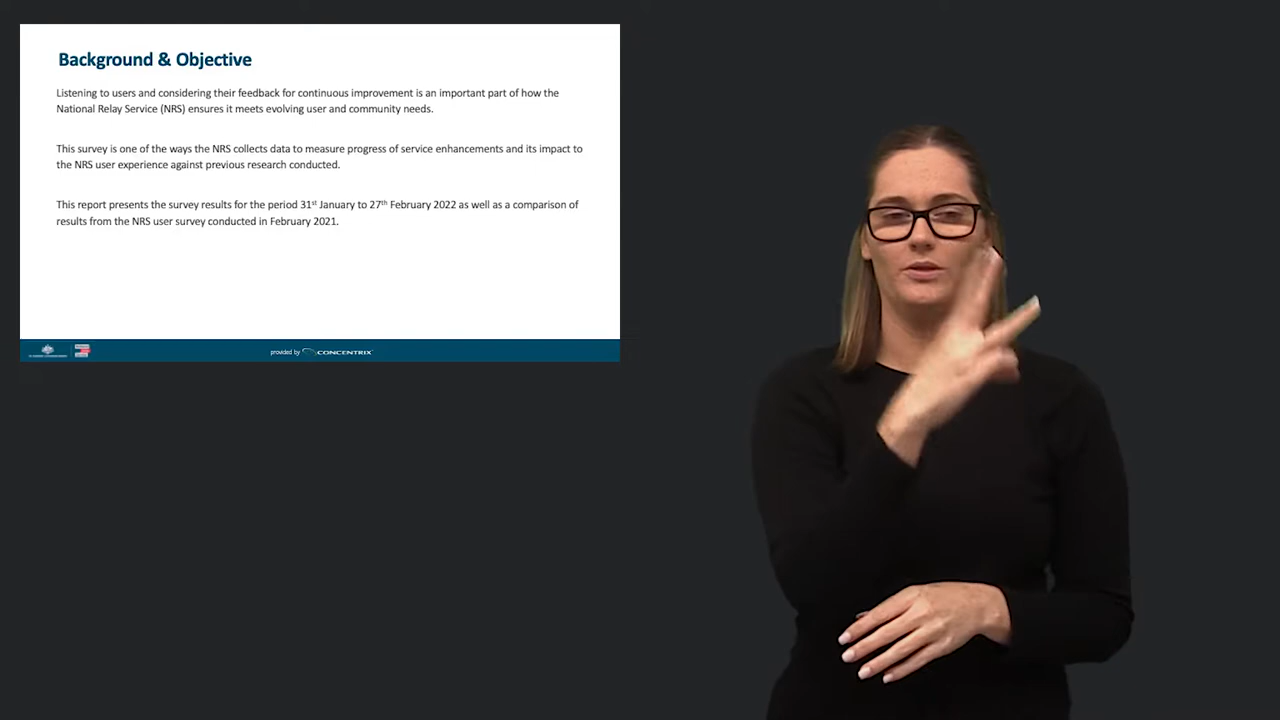 Background & Objective
Listening to users and considering their feedback for continuous improvement is an important part of how the
National Relay Service (NRS) ensures it meets evolving user and community needs.
This survey is one of the ways the NRS collects data to measure progress of service enhancements and its impact to
the NRS user experience against previous research conducted.
This report presents the survey results for the period 31st January to 27th February 2022 as well as a comparison of
results from the NRS user survey conducted in February 2021.
provided by CONCENTRIX